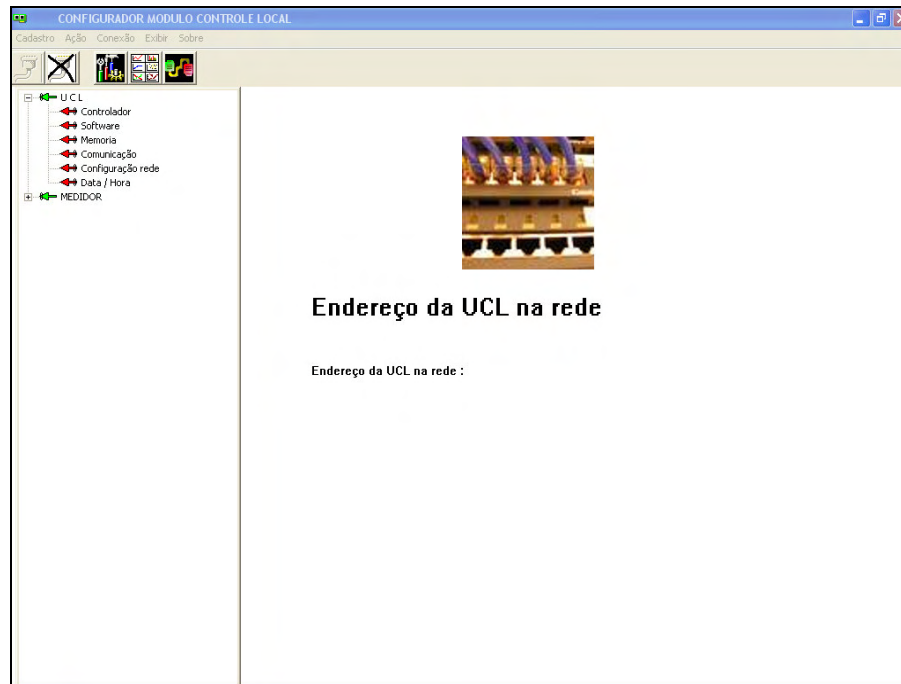 CONFIGURADOR MODULO CONTROLE LOCAL
Cadastro Ação Conexão Exibir Sobre
U C L
Controlador
Software
Memoria
Comunicação
Configuração rede
Data / Hora
MEDIDOR
Endereço da UCL na rede
Endereço da UCL na rede :